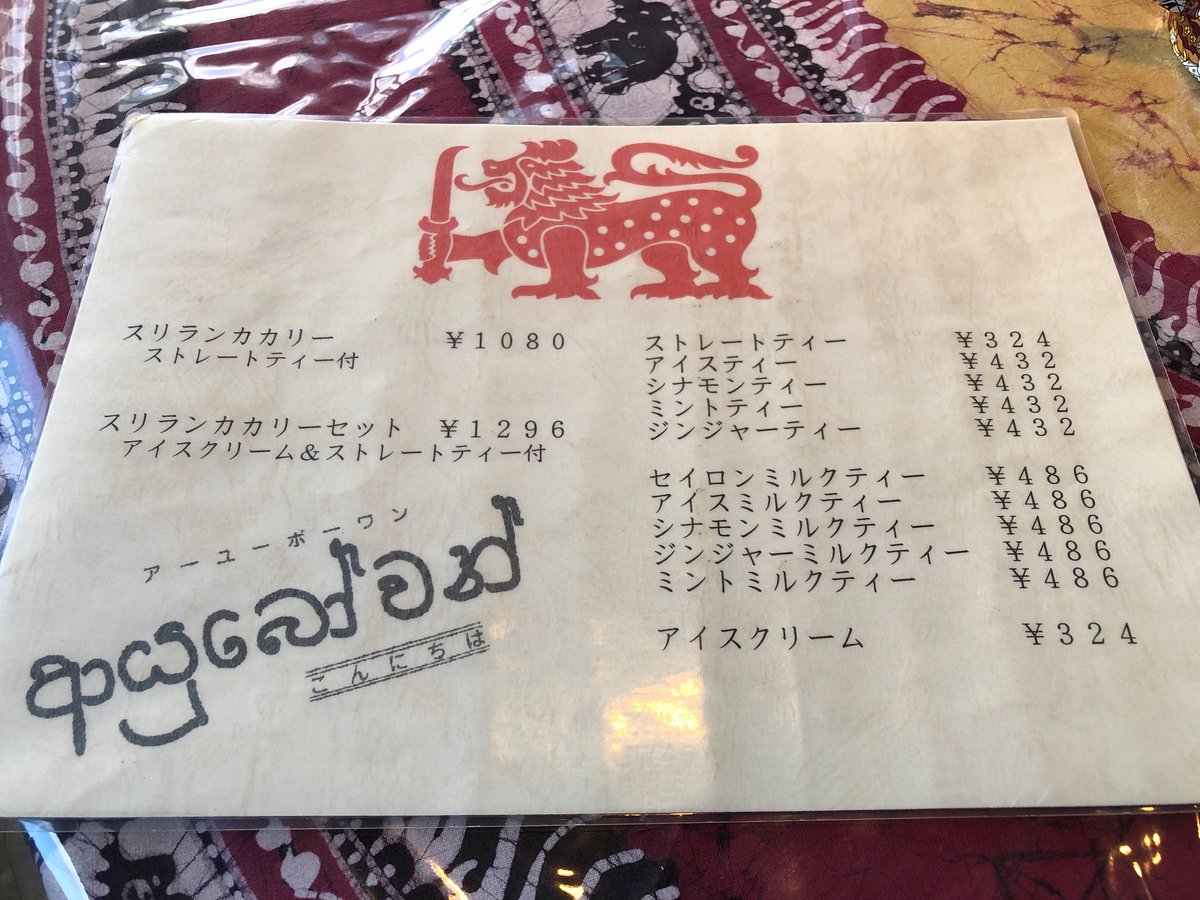 スリランカカリー ￥１０８０
ストレートティー付
スリランカカリーセット ￥１２９６
アイスクリーム＆ストレートティー付
アーユーボーワン
ආයුබෝවන්
こんにちは
ストレートティー ￥３２４
アイスティー ￥４３２
シナモンティー ￥４３２
ミントティー ￥４３２
ジンジャーティー ￥４３２
セイロンミルクティー ￥４８６
アイスミルクティー ￥４８６
シナモンミルクティー ￥４８６
ジンジャーミルクティー ￥４８６
ミントミルクティー ￥４８６
アイスクリーム ￥３２４